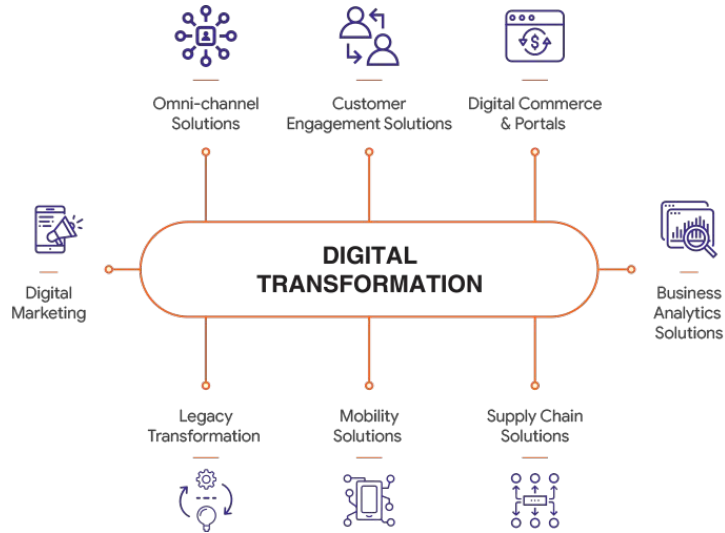 Omni-channel
Solutions
Customer
Engagement Solutions
Digital Commerce
& Portals
Digital
Marketing
DIGITAL
TRANSFORMATION
Business
Analytics
Solutions
Legacy
Transformation
Mobility
Solutions
Supply Chain
Solutions